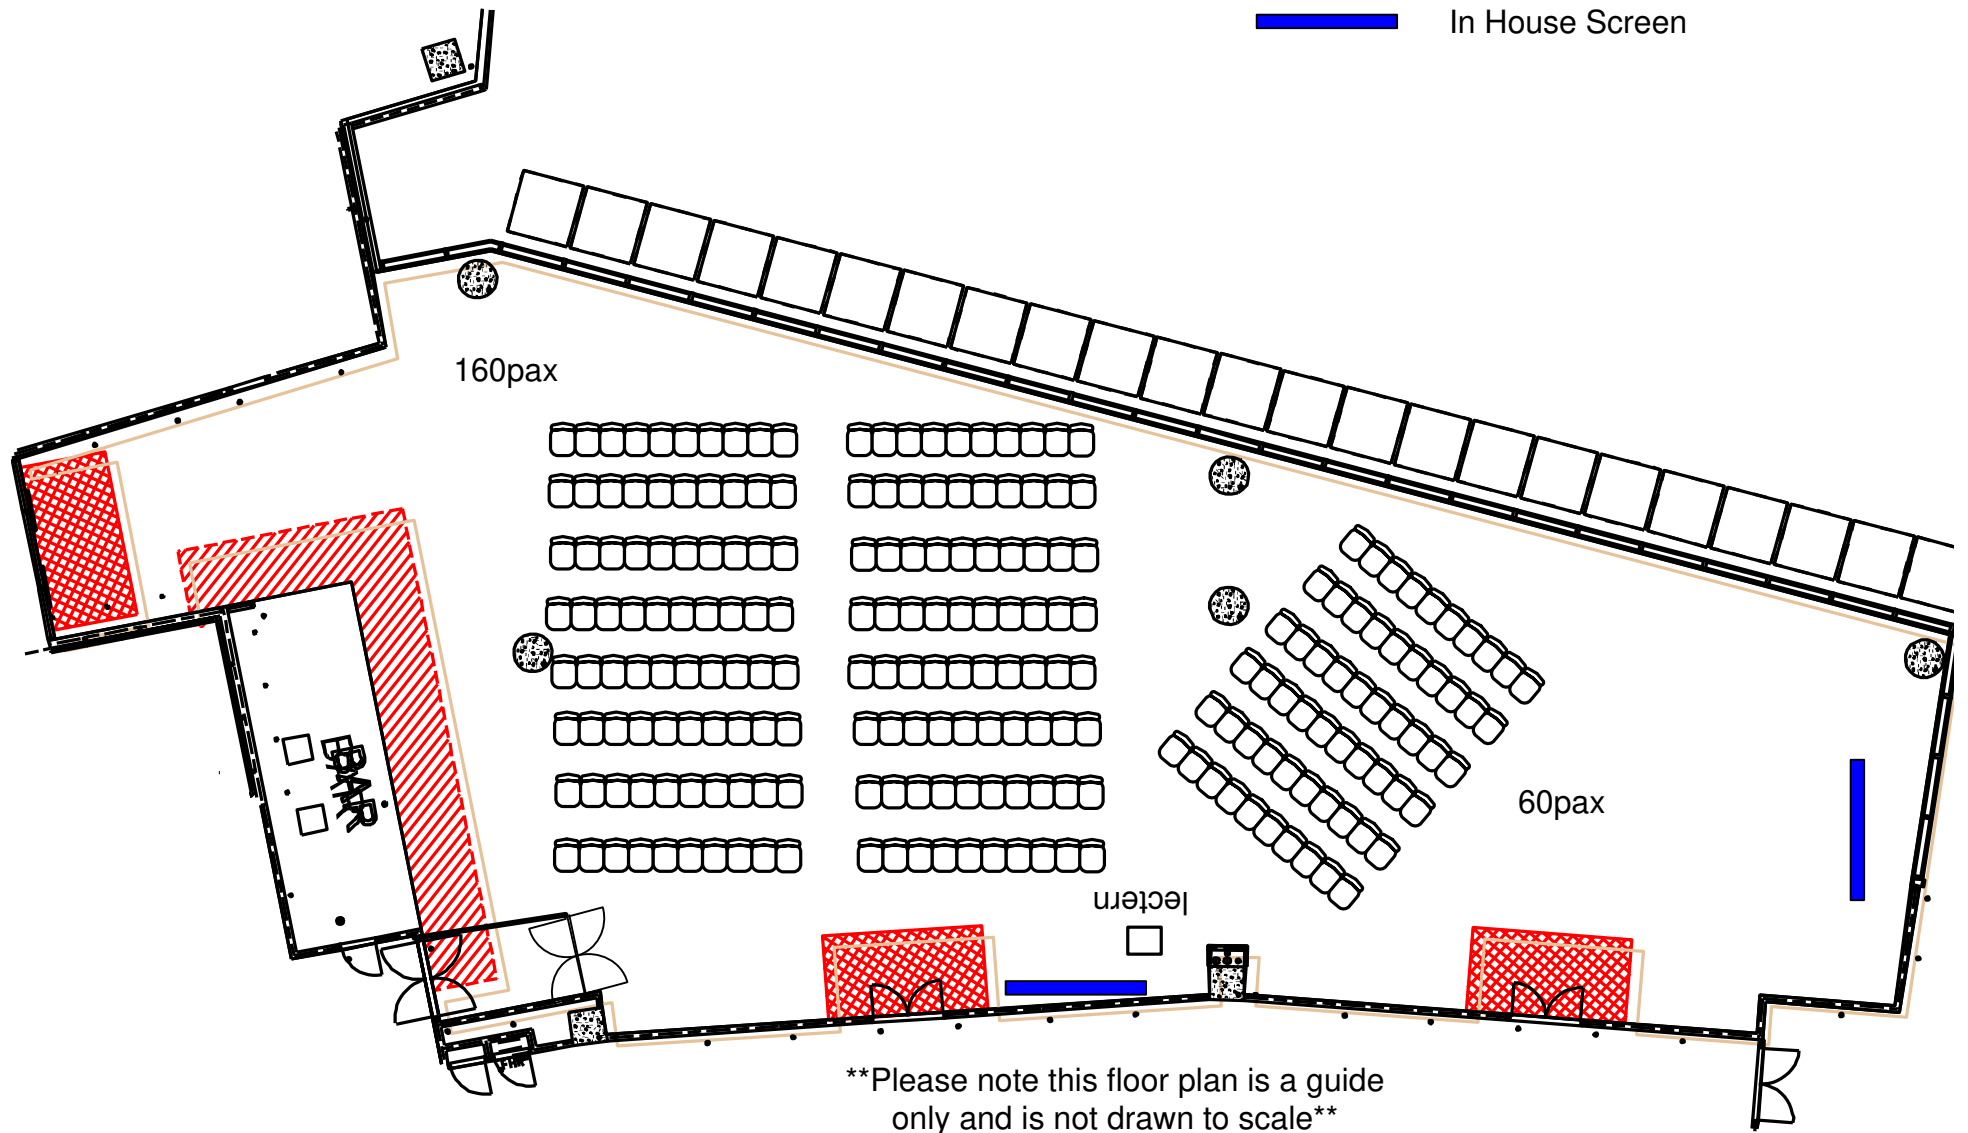 In House Screen
160pax
BAR
60pax
lectern
FHR
**Please note this floor plan is a guide
only and is not drawn to scale**